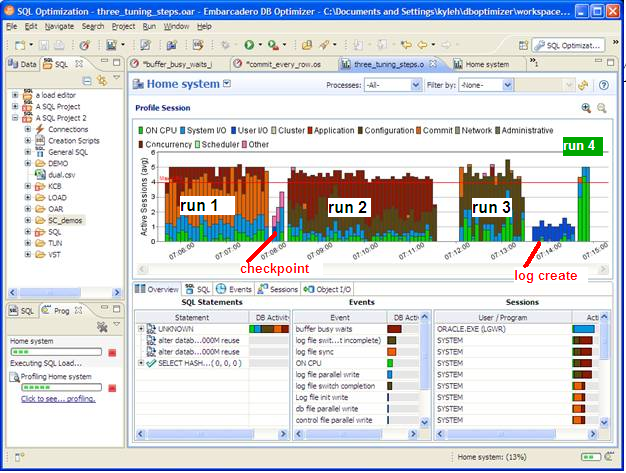 SQL Optimization - three_tuning_steps.oar - Embarcadero DB Optimizer - C:\Documents and Settings\kyleh\dboptimizer\workspace...
File Edit Navigate Search Project Run Window Help
SQL Optimizat...
Data SQL
*buffer_busy_waits_i *commit_every_row.os three_tuning_steps.o Home system
Home system
Processes: -All- Filter by: -None-
Profile Session
ON CPU System I/O User I/O Cluster Application Configuration Commit Network Administrative
Concurrency Scheduler Other
a load editor
A SQL Project
A SQL Project 2
Connections
Creation Scripts
General SQL
DEMO
dual.csv
KCB
LOAD
OAR
SC_demos
SQL
TUN
VST
Active Sessions (avg)
6
5
4
3
2
1
0
run 1
run 2
run 3
run 4
07:06:00 07:07:00 07:08:00 07:09:00 07:10:00 07:11:00 07:12:00 07:13:00 07:14:00 07:15:00
checkpoint
log create
Overview SQL Events Sessions Object I/O
SQL Statements
Statement DB Activity
UNKNOWN
alter datab...000M reuse
alter datab...000M reuse
SELECT HASH...( 0, 0, 0 )
Events
Event DB Ac
buffer busy waits
log file swit...t incomplete)
log file sync
ON CPU
log file parallel write
log file switch completion
Log file init write
db file parallel write
control file parallel write
Sessions
User / Program Acti
ORACLE.EXE (LGWR)
SYSTEM
SYSTEM
SYSTEM
SYSTEM
SYSTEM
SYSTEM
SYSTEM
SYSTEM
SQL Prog
Home system
Executing SQL Load...
Profiling Home system
Click to see... profiling.
Home system: (13%)